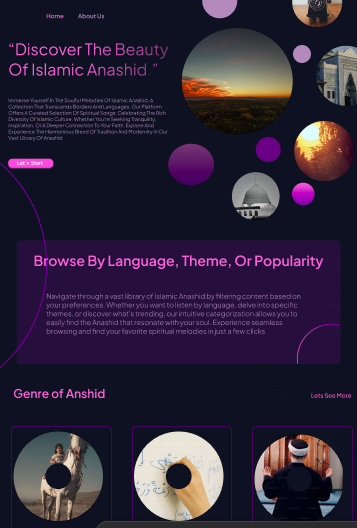 Home About Us
“Discover The Beauty
Of Islamic Anashid.”
Immerse Yourself In The Soulful Melodies Of Islamic Anashid, A
Collection That Transcends Borders And Languages. Our Platform
Offers A Curated Selection Of Spiritual Songs, Celebrating The Rich
Diversity Of Islamic Culture. Whether You're Seeking Tranquility,
Inspiration, Or A Deeper Connection To Your Faith, Explore And
Experience The Harmonious Blend Of Tradition And Modernity In Our
Vast Library Of Anashid
Let's Start
Browse By Language, Theme, Or Popularity
Navigate through a vast library of Islamic Anashid by filtering content based on
your preferences. Whether you want to listen by language, delve into specific
themes, or discover what's trending, our intuitive categorization allows you to
easily find the Anashid that resonate with your soul. Experience seamless
browsing and find your favorite spiritual melodies in just a few clicks
Genre of Anshid
Lets See More